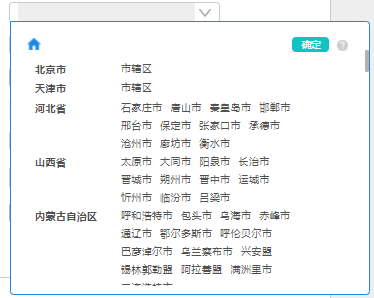 确定 ?
北京市 市辖区
天津市 市辖区
河北省 石家庄市 唐山市 秦皇岛市 邯郸市
邢台市 保定市 张家口市 承德市
沧州市 廊坊市 衡水市
山西省 太原市 大同市 阳泉市 长治市
晋城市 朔州市 晋中市 运城市
忻州市 临汾市 吕梁市
内蒙古自治区 呼和浩特市 包头市 乌海市 赤峰市
通辽市 鄂尔多斯市 呼伦贝尔市
巴彦淖尔市 乌兰察布市 兴安盟
锡林郭勒盟 阿拉善盟 满洲里市